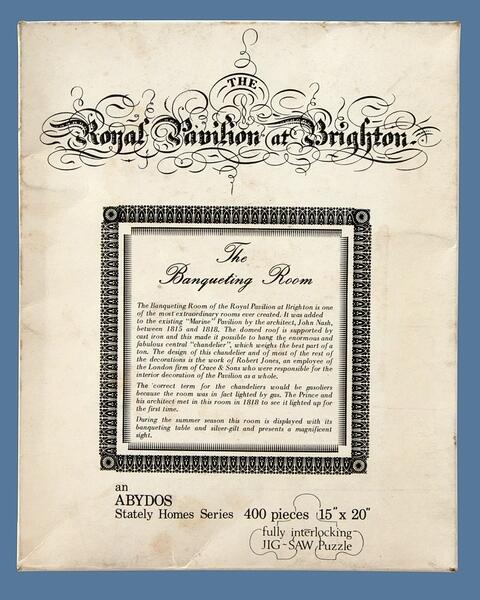 THE
Royal Pavilion at Brighton.
The
Banqueting Room
The Banqueting Room of the Royal Pavilion at Brighton is one
of the most extraordinary rooms ever created. It was added
to the existing "Marine" Pavilion by the architect, John Nash,
between 1815 and 1818. The domed roof is supported by
cast iron and this made it possible to hang the enormous and
fabulous central "chandelier", which weighs the best part of a
ton. The design of this chandelier and of most of the rest of
the decorations is the work of Robert Jones, an employee of
the London firm of Crace & Sons who were responsible for the
interior decoration of the Pavilion as a whole.
The correct term for the chandeliers would be gasoliers
because the room was in fact lighted by gas. The Prince and
his architect met in this room in 1818 to see it lighted up for
the first time.
During the summer season this room is displayed with its
banqueting table and silver-gilt and presents a magnificent
sight.
an
ABYDOS
Stately Homes Series 400 pieces 15" x 20"
fully interlocking
JIG-SAW Puzzle